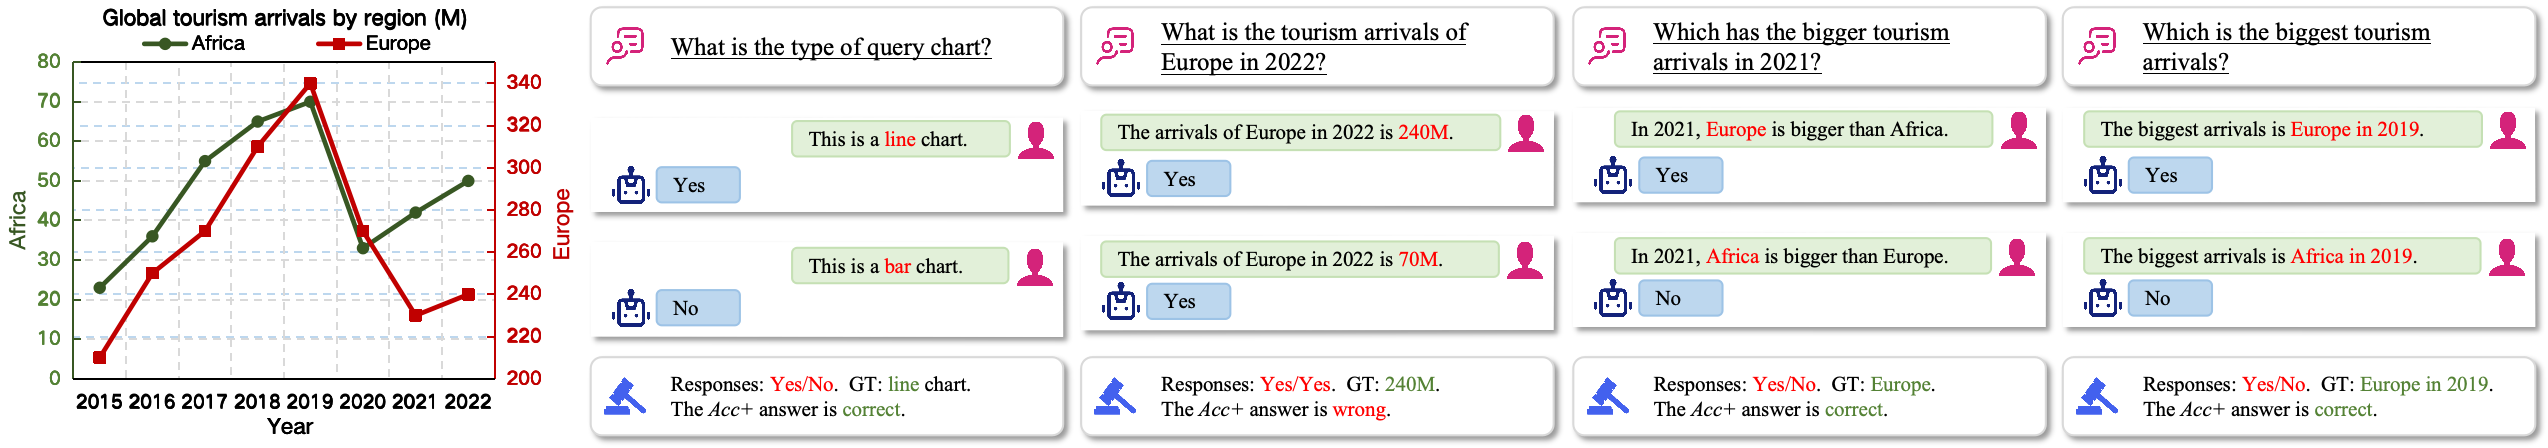 Global tourism arrivals by region (M)
Africa Europe
80
70
60
50
40
30
20
10
0
Africa
340
320
300
280
260
240
220
200
Europe
2015 2016 2017 2018 2019 2020 2021 2022
Year
What is the type of query chart?
This is a line chart.
Yes
This is a bar chart.
No
Responses: Yes/No. GT: line chart.
The Acc+ answer is correct.
What is the tourism arrivals of
Europe in 2022?
The arrivals of Europe in 2022 is 240M.
Yes
The arrivals of Europe in 2022 is 70M.
Yes
Responses: Yes/Yes. GT: 240M.
The Acc+ answer is wrong.
Which has the bigger tourism
arrivals in 2021?
In 2021, Europe is bigger than Africa.
Yes
In 2021, Africa is bigger than Europe.
No
Responses: Yes/No. GT: Europe.
The Acc+ answer is correct.
Which is the biggest tourism
arrivals?
The biggest arrivals is Europe in 2019.
Yes
The biggest arrivals is Africa in 2019.
No
Responses: Yes/No. GT: Europe in 2019.
The Acc+ answer is correct.